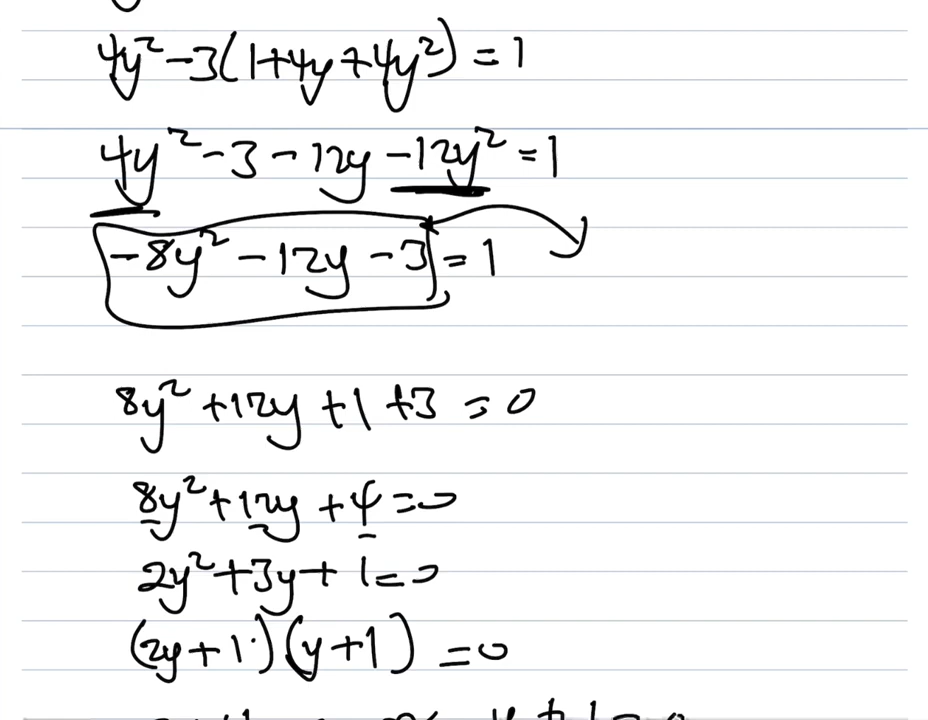 4y² - 3(1+4y+4y²) = 1
4y² - 3 - 12y - 12y² = 1
-8y² - 12y - 3 = 1
8y² + 12y + 1 + 3 = 0
8y² + 12y + 4 = 0
2y² + 3y + 1 = 0
(2y + 1)(y + 1) = 0